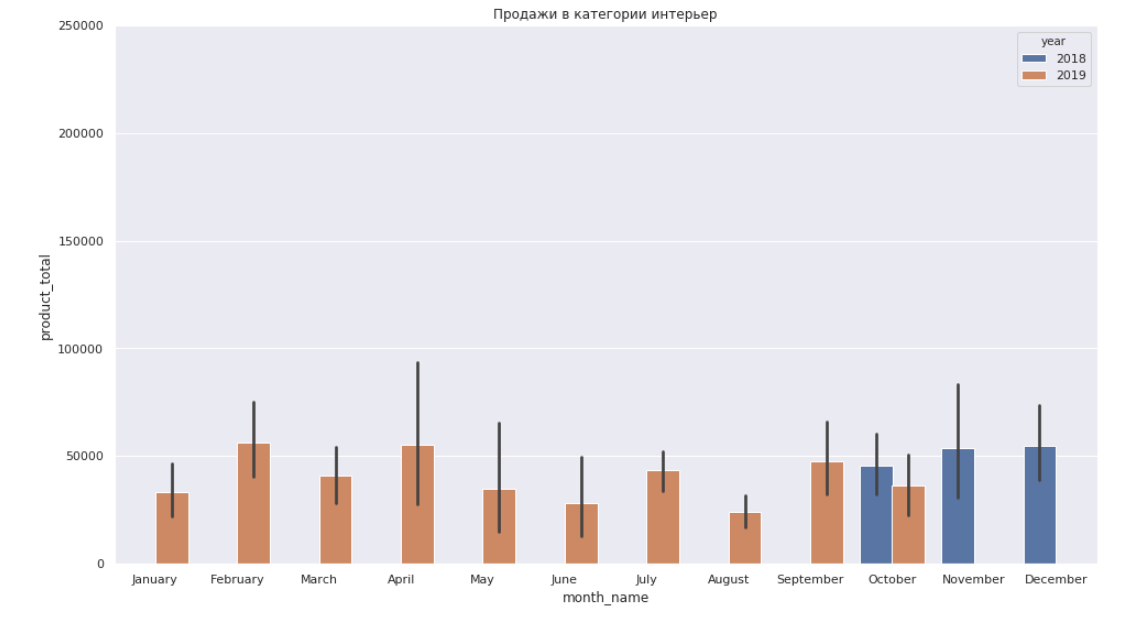 Продажи в категории интерьер
250000
200000
150000
100000
50000
0
product_total
year
2018
2019
January February March April May June July August September October November December
month_name